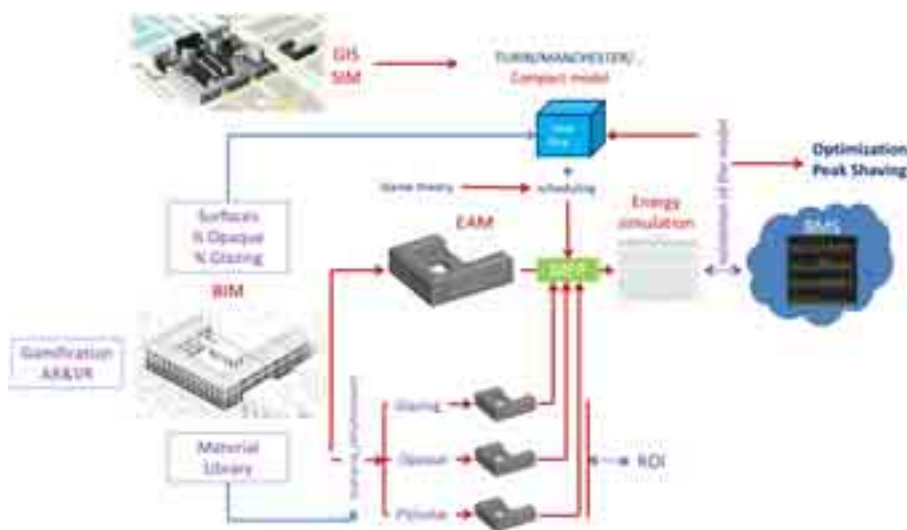 GIS
SIM
TURIN/MANCHESTER/..
Compact model
Optimization
Peak Shaving
Game theory
scheduling
Energy
simulation
Surfaces
% Opaque
% Glazing
EAM
BIM
BMS
Gamification
AR&VR
Glazing
Material
Library
Opaque
ROI